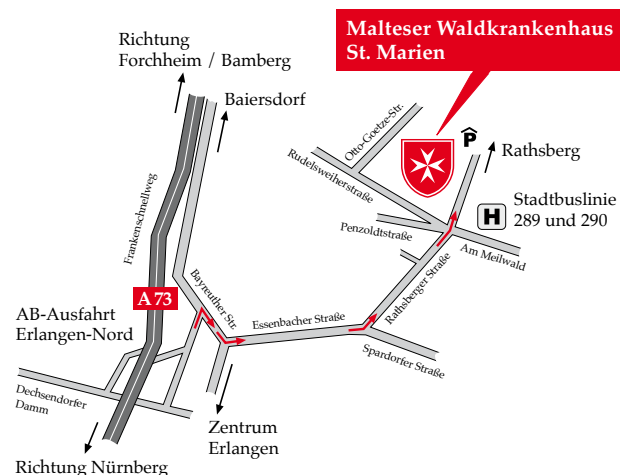 Malteser Waldkrankenhaus
St. Marien
Richtung
Forchheim / Bamberg
Baiersdorf
Otto-Goetze-Str.
Rudelsweiherstraße
P
Rathsberg
H
Stadtbuslinie
289 und 290
Penzoldtstraße
Am Meilwald
Frankenschnellweg
A 73
Bayreuther Str.
Rathsberger Straße
AB-Ausfahrt
Erlangen-Nord
Essenbacher Straße
Spardorfer Straße
Dechsendorfer
Damm
Zentrum
Erlangen
Richtung Nürnberg